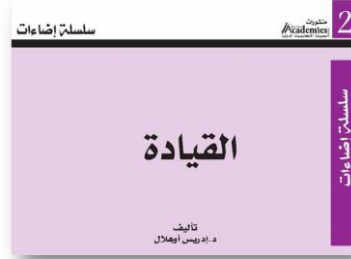 سلسلة إضاءات
منشورات
Academies
2
القيادة
تأليف
د.إدريس أوهلال
سلسلة إضاءات